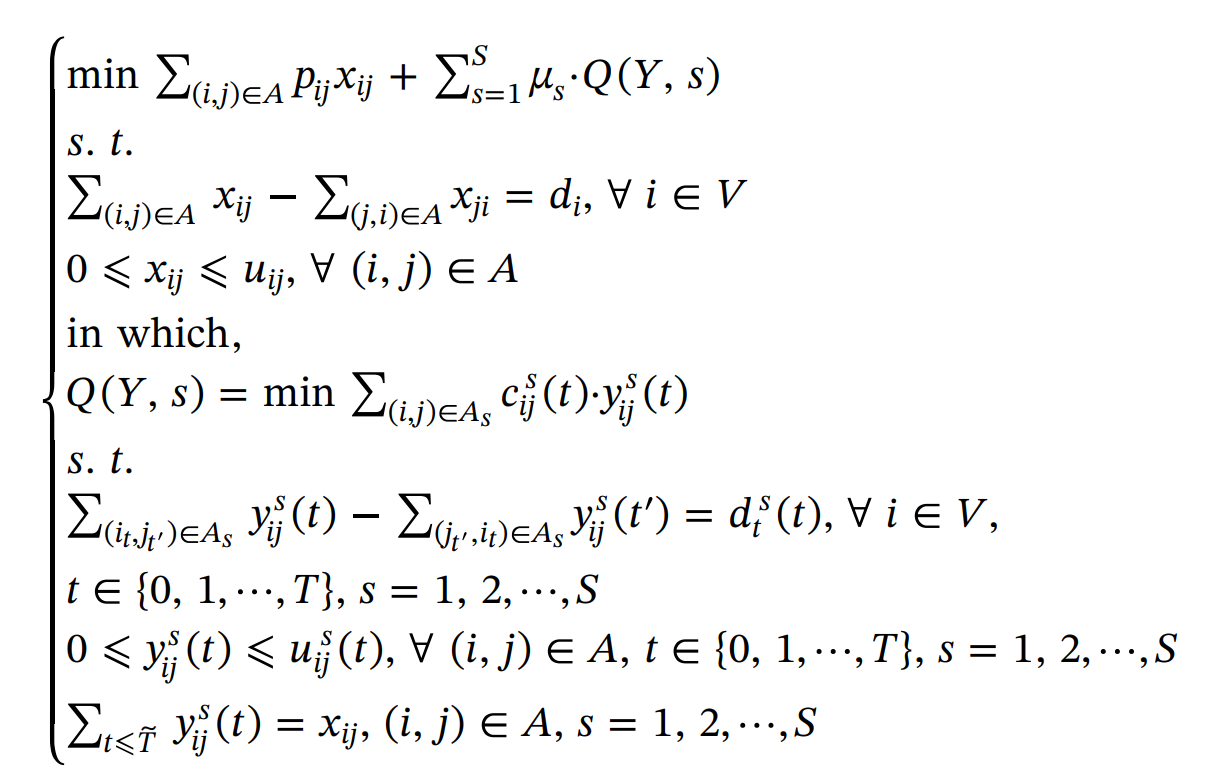 min ∑_{(i,j)∈A} p_{ij}x_{ij} + ∑_{s=1}^{S} μ_s·Q(Y, s)
s. t.
∑_{(i,j)∈A} x_{ij} − ∑_{(j,i)∈A} x_{ji} = d_i, ∀ i ∈ V
0 ⩽ x_{ij} ⩽ u_{ij}, ∀ (i, j) ∈ A
in which,
Q(Y, s) = min ∑_{(i,j)∈A_s} c_{ij}^{s}(t)·y_{ij}^{s}(t)
s. t.
∑_{(i_t,j_{t′})∈A_s} y_{ij}^{s}(t) − ∑_{(j_{t′},i_t)∈A_s} y_{ij}^{s}(t′) = d_t^{s}(t), ∀ i ∈ V,
t ∈ {0, 1,⋯,T}, s = 1, 2,⋯,S
0 ⩽ y_{ij}^{s}(t) ⩽ u_{ij}^{s}(t), ∀ (i, j) ∈ A, t ∈ {0, 1,⋯,T}, s = 1, 2,⋯,S
∑_{t⩽T̃} y_{ij}^{s}(t) = x_{ij}, (i, j) ∈ A, s = 1, 2,⋯,S